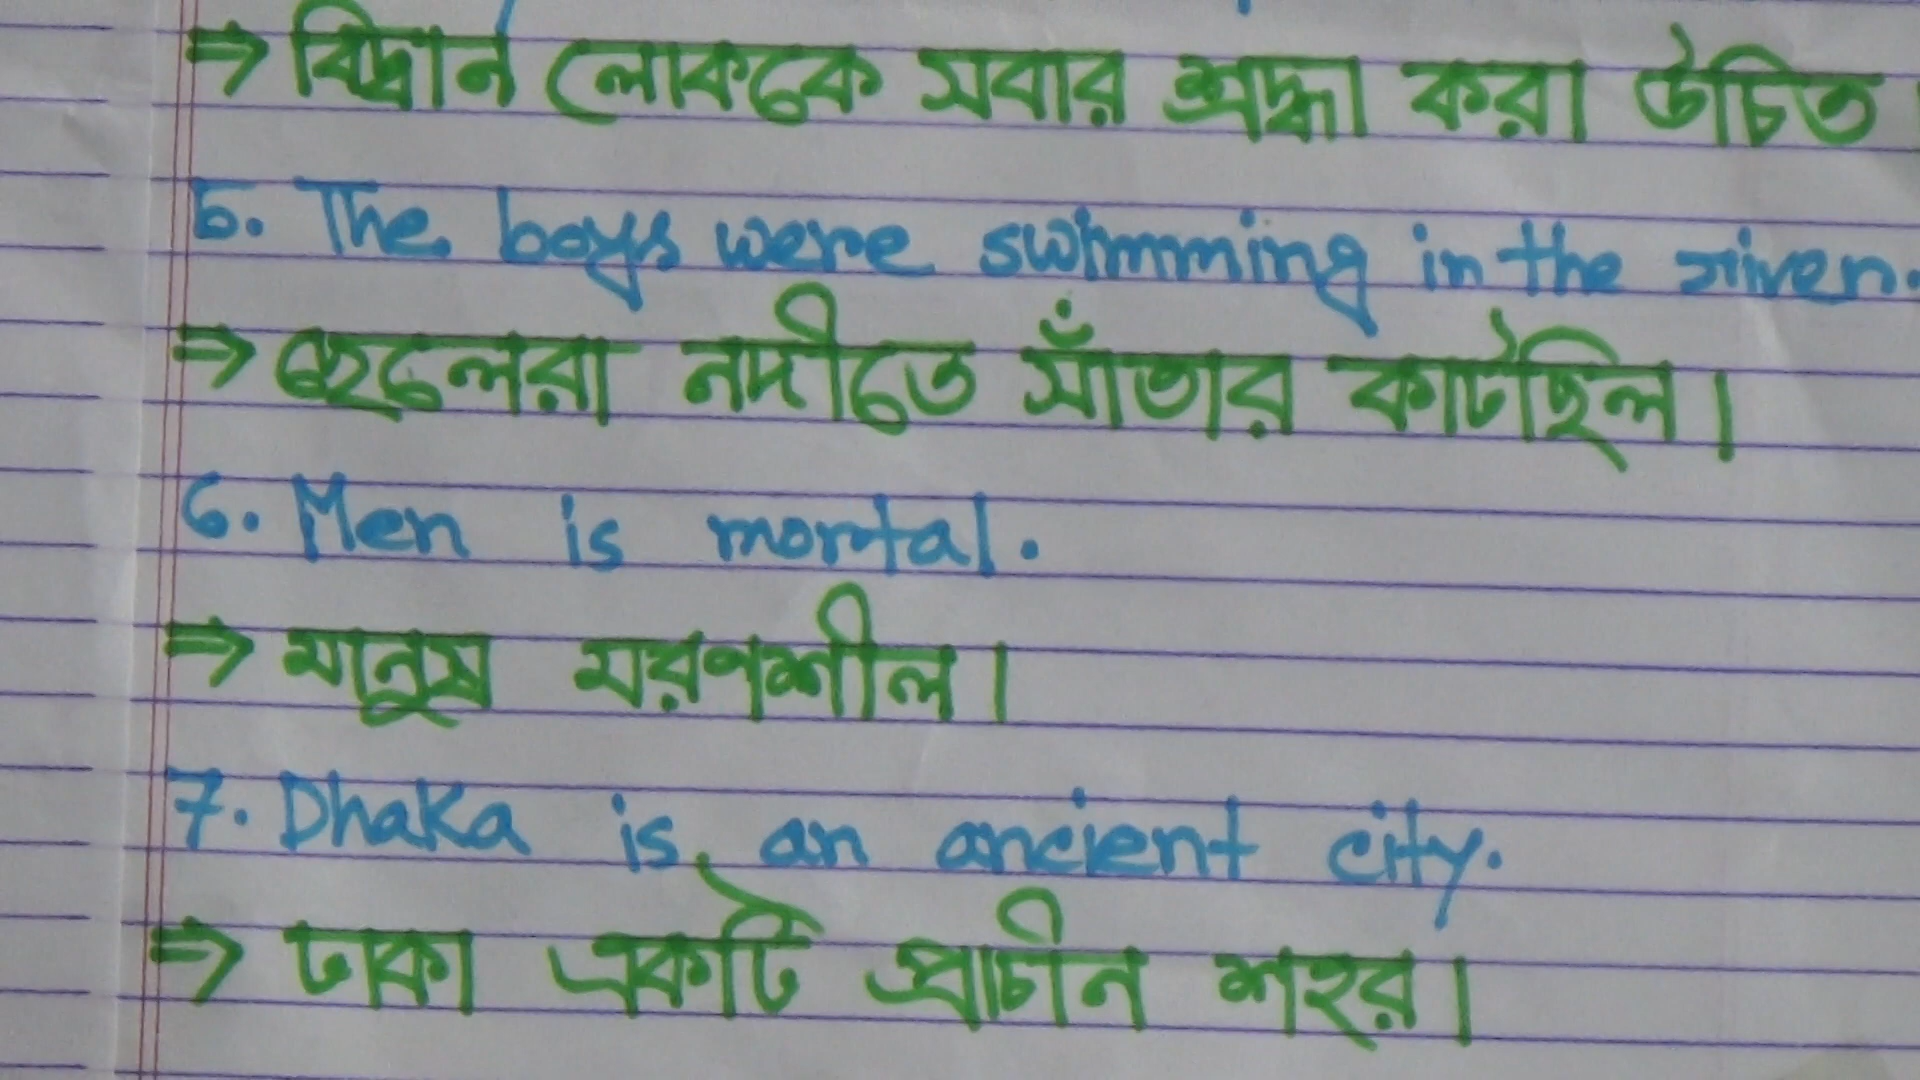 ⇒ বিদ্বান লোককে সবার শ্রদ্ধা করা উচিত।
5. The boys were swimming in the river.
⇒ ছেলেরা নদীতে সাঁতার কাটছিল।
6. Men is mortal.
⇒ মানুষ মরণশীল।
7. Dhaka is an ancient city.
⇒ ঢাকা একটি প্রাচীন শহর।